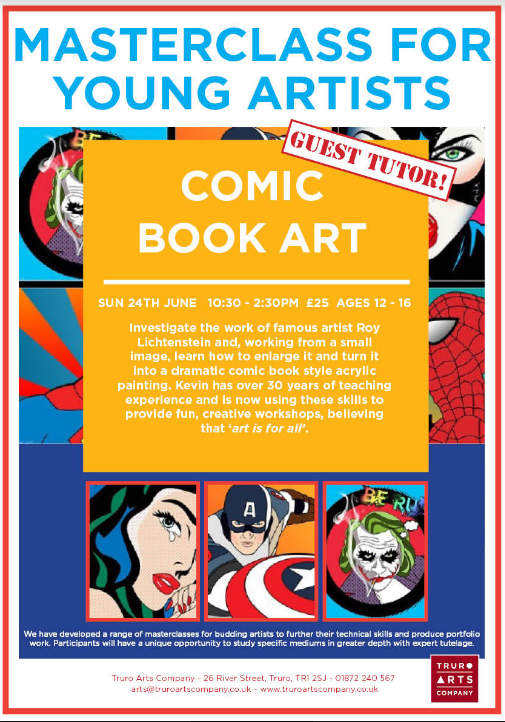 MASTERCLASS FOR
YOUNG ARTISTS
GUEST TUTOR!
COMIC
BOOK ART
SUN 24TH JUNE 10:30 - 2:30PM £25 AGES 12 - 16
Investigate the work of famous artist Roy
Lichtenstein and, working from a small
image, learn how to enlarge it and turn it
into a dramatic comic book style acrylic
painting. Kevin has over 30 years of teaching
experience and is now using these skills to
provide fun, creative workshops, believing
that ‘art is for all’.
A
We have developed a range of masterclasses for budding artists to further their technical skills and produce portfolio
work. Participants will have a unique opportunity to study specific mediums in greater depth with expert tutelage.
Truro Arts Company - 26 River Street, Truro, TR1 2SJ - 01872 240 567
arts@truroartscompany.co.uk - www.truroartscompany.co.uk
TRURO
ARTS
COMPANY